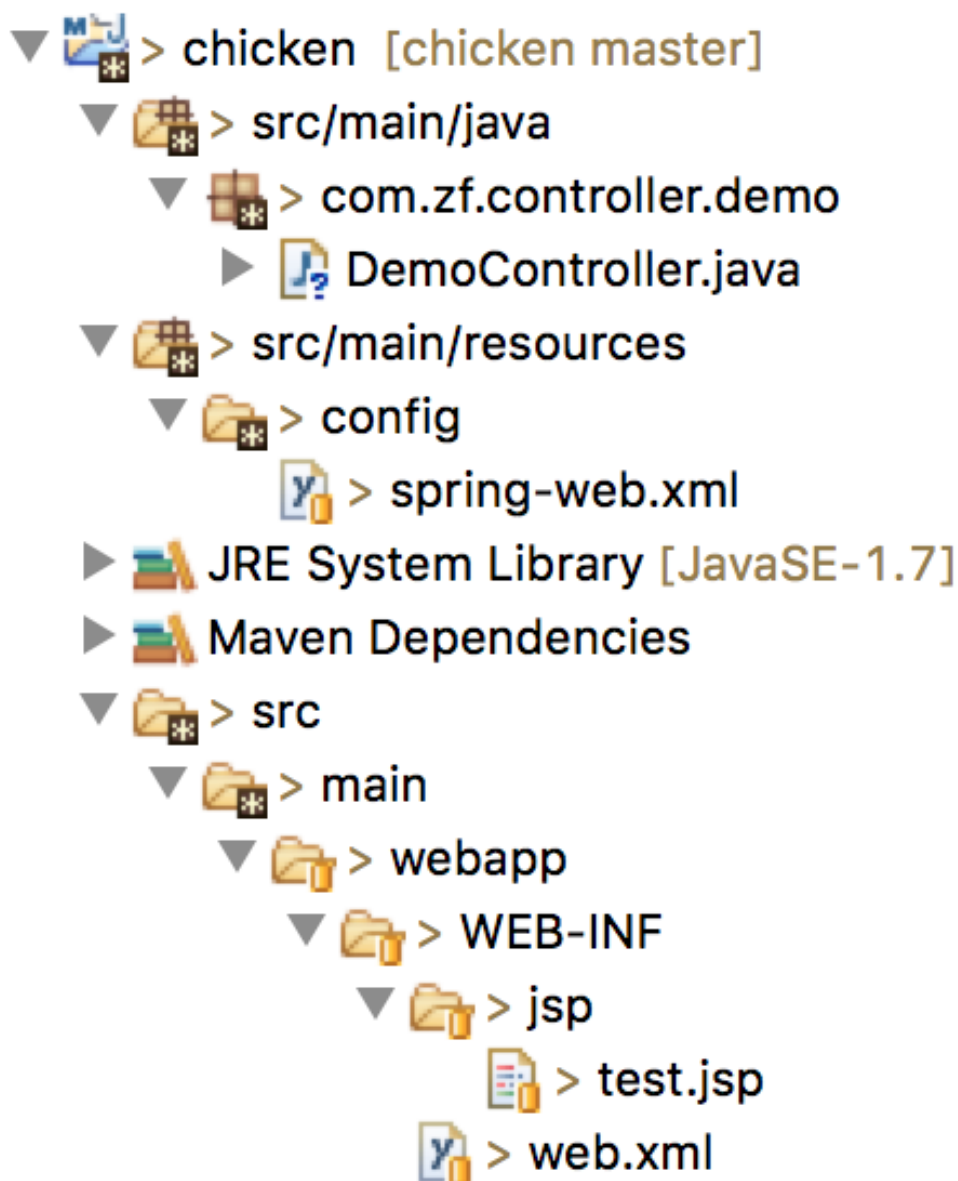 > chicken [chicken master]
> src/main/java
> com.zf.controller.demo
DemoController.java
> src/main/resources
> config
> spring-web.xml
JRE System Library [JavaSE-1.7]
Maven Dependencies
> src
> main
> webapp
> WEB-INF
> jsp
> test.jsp
> web.xml